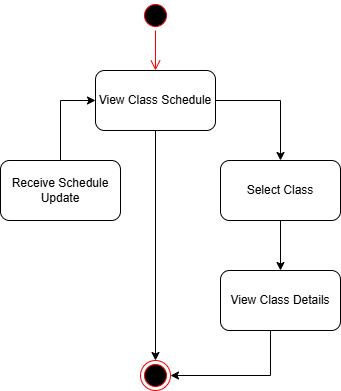 View Class Schedule
Receive Schedule
Update
Select Class
View Class Details